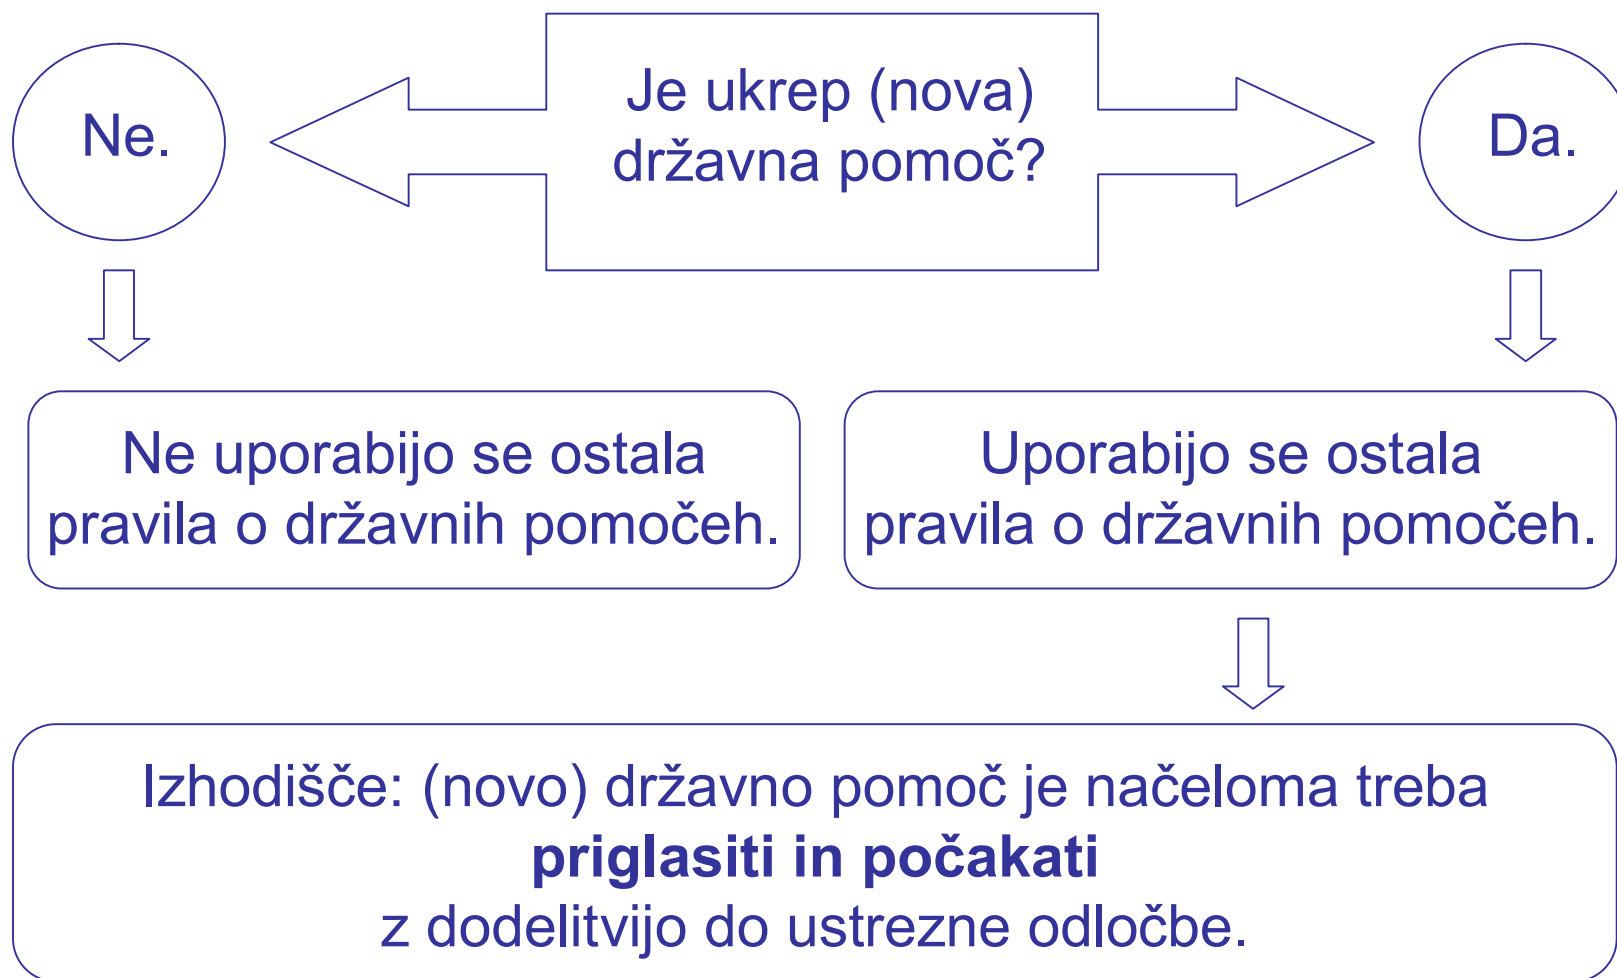 Ne.
Je ukrep (nova)
državna pomoč?
Da.
Ne uporabijo se ostala
pravila o državnih pomočeh.
Uporabijo se ostala
pravila o državnih pomočeh.
Izhodišče: (novo) državno pomoč je načeloma treba
priglasiti in počakati
z dodelitvijo do ustrezne odločbe.